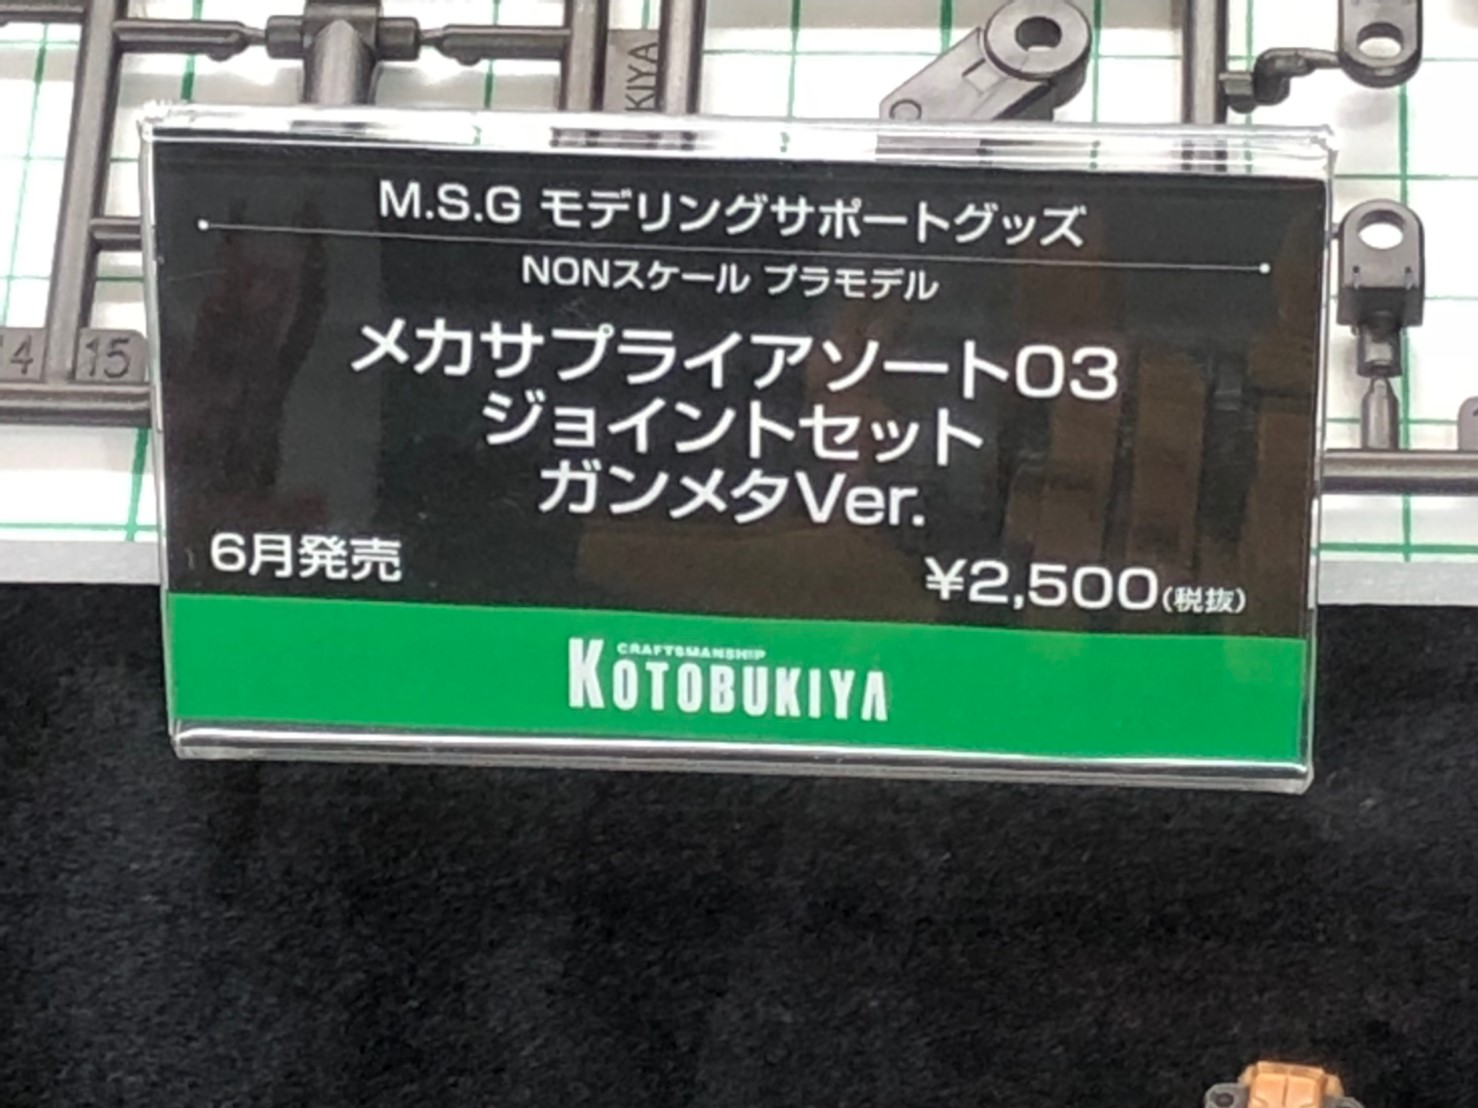 KIYA
M.S.G モデリングサポートグッズ
NONスケール プラモデル
メカサプライアソート03
ジョイントセット
ガンメタVer.
14 15
6月発売
¥2,500(税抜)
CRAFTSMANSHIP
KOTOBUKIYA